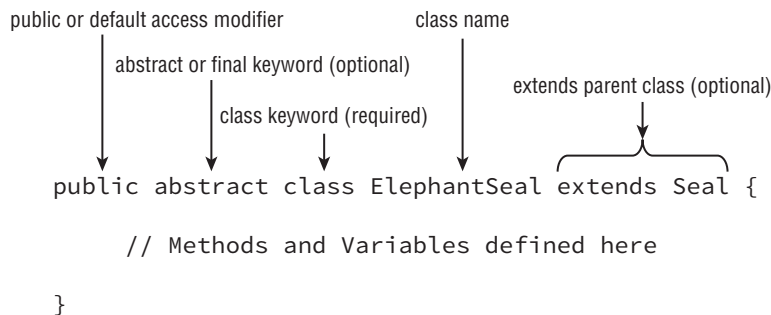 public or default access modifier
class name
abstract or final keyword (optional)
extends parent class (optional)
class keyword (required)
public abstract class ElephantSeal extends Seal {
// Methods and Variables defined here
}